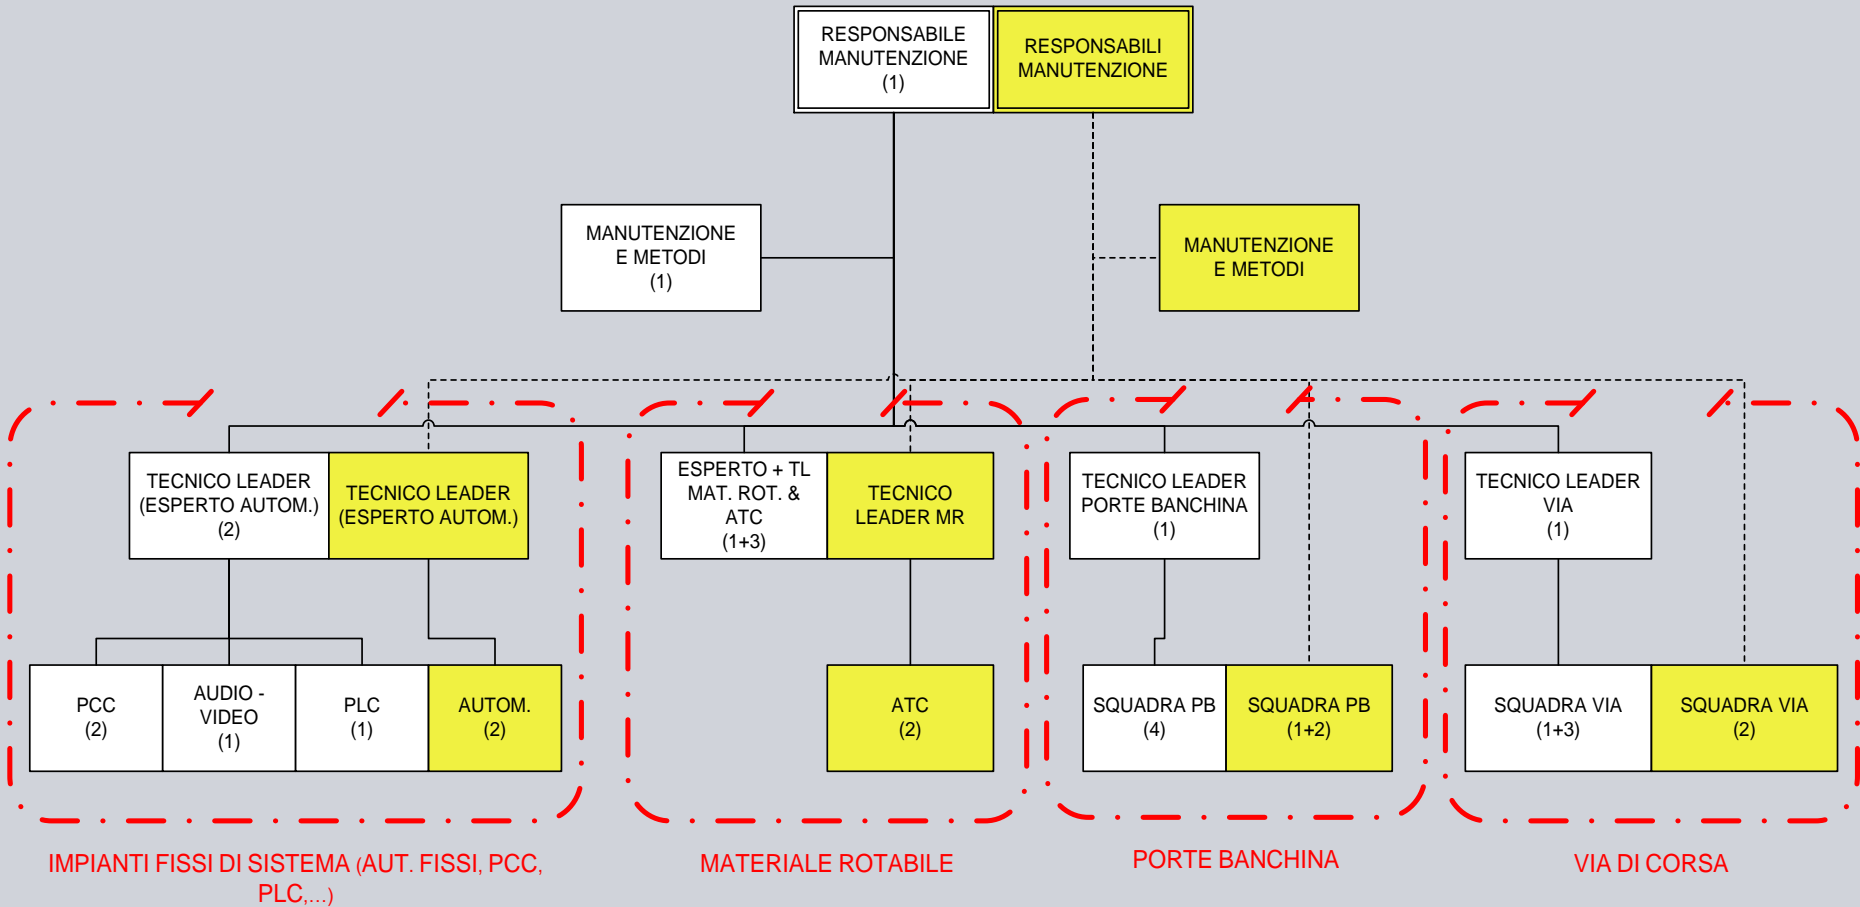 RESPONSABILE
MANUTENZIONE
(1)
RESPONSABILI
MANUTENZIONE
MANUTENZIONE
E METODI
(1)
MANUTENZIONE
E METODI
TECNICO LEADER
(ESPERTO AUTOM.)
(2)
TECNICO LEADER
(ESPERTO AUTOM.)
ESPERTO + TL
MAT. ROT. &
ATC
(1+3)
TECNICO
LEADER MR
TECNICO LEADER
PORTE BANCHINA
(1)
TECNICO LEADER
VIA
(1)
PCC
(2)
AUDIO -
VIDEO
(1)
PLC
(1)
AUTOM.
(2)
ATC
(2)
SQUADRA PB
(4)
SQUADRA PB
(1+2)
SQUADRA VIA
(1+3)
SQUADRA VIA
(2)
IMPIANTI FISSI DI SISTEMA (AUT. FISSI, PCC,
PLC,...)
MATERIALE ROTABILE
PORTE BANCHINA
VIA DI CORSA